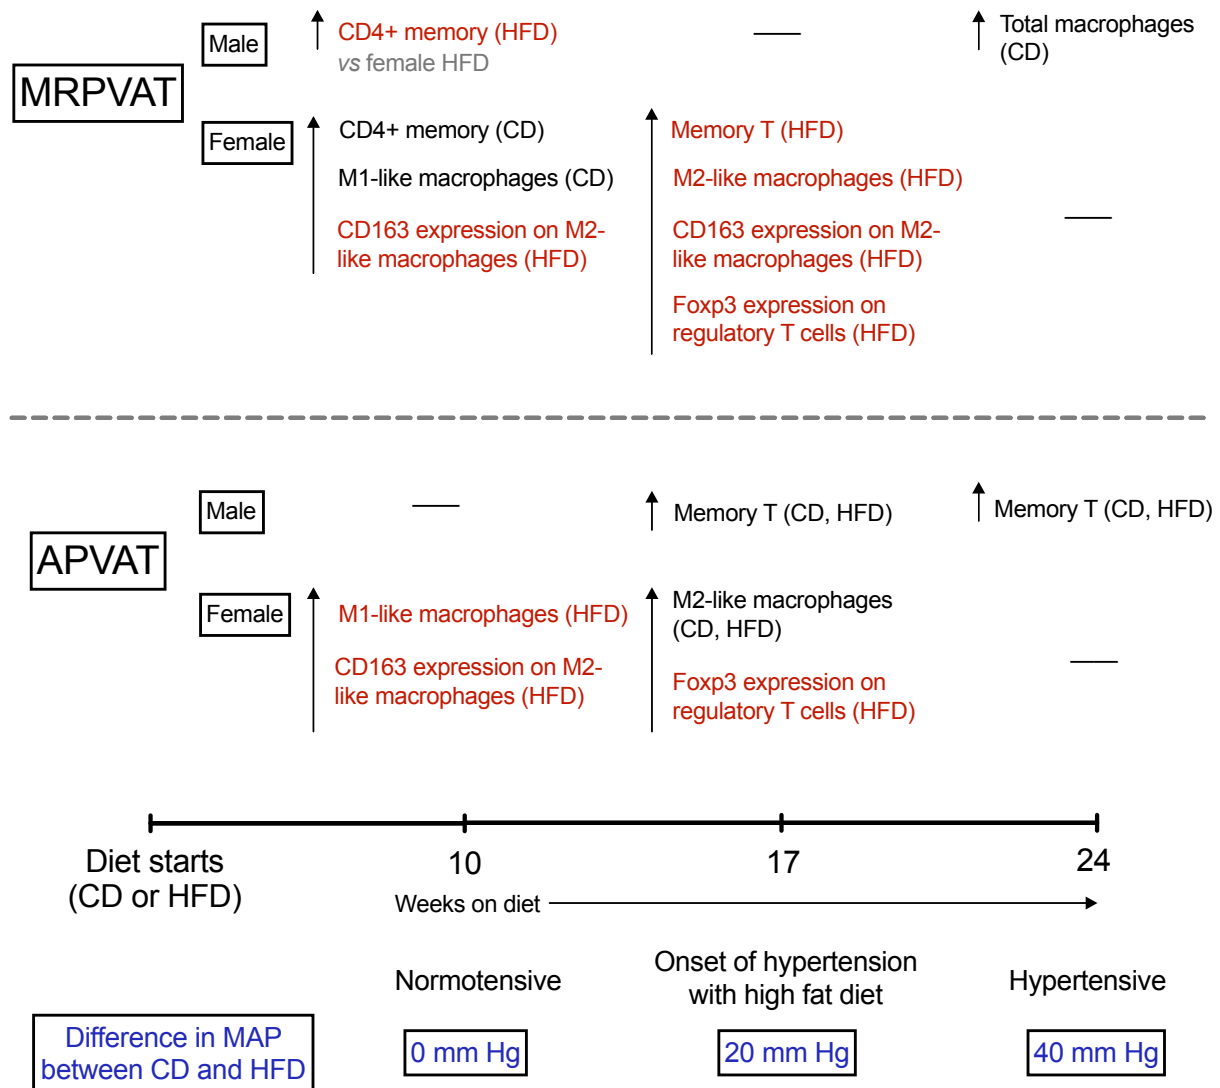 MRPVAT
Male
CD4+ memory (HFD)
vs female HFD
Total macrophages
(CD)
Female
CD4+ memory (CD)
M1-like macrophages (CD)
CD163 expression on M2-
like macrophages (HFD)
Memory T (HFD)
M2-like macrophages (HFD)
CD163 expression on M2-
like macrophages (HFD)
Foxp3 expression on
regulatory T cells (HFD)
APVAT
Male
Memory T (CD, HFD)
Memory T (CD, HFD)
Female
M1-like macrophages (HFD)
CD163 expression on M2-
like macrophages (HFD)
M2-like macrophages
(CD, HFD)
Foxp3 expression on
regulatory T cells (HFD)
Diet starts
(CD or HFD)
10
17
24
Weeks on diet
Normotensive
Onset of hypertension
with high fat diet
Hypertensive
Difference in MAP
between CD and HFD
0 mm Hg
20 mm Hg
40 mm Hg